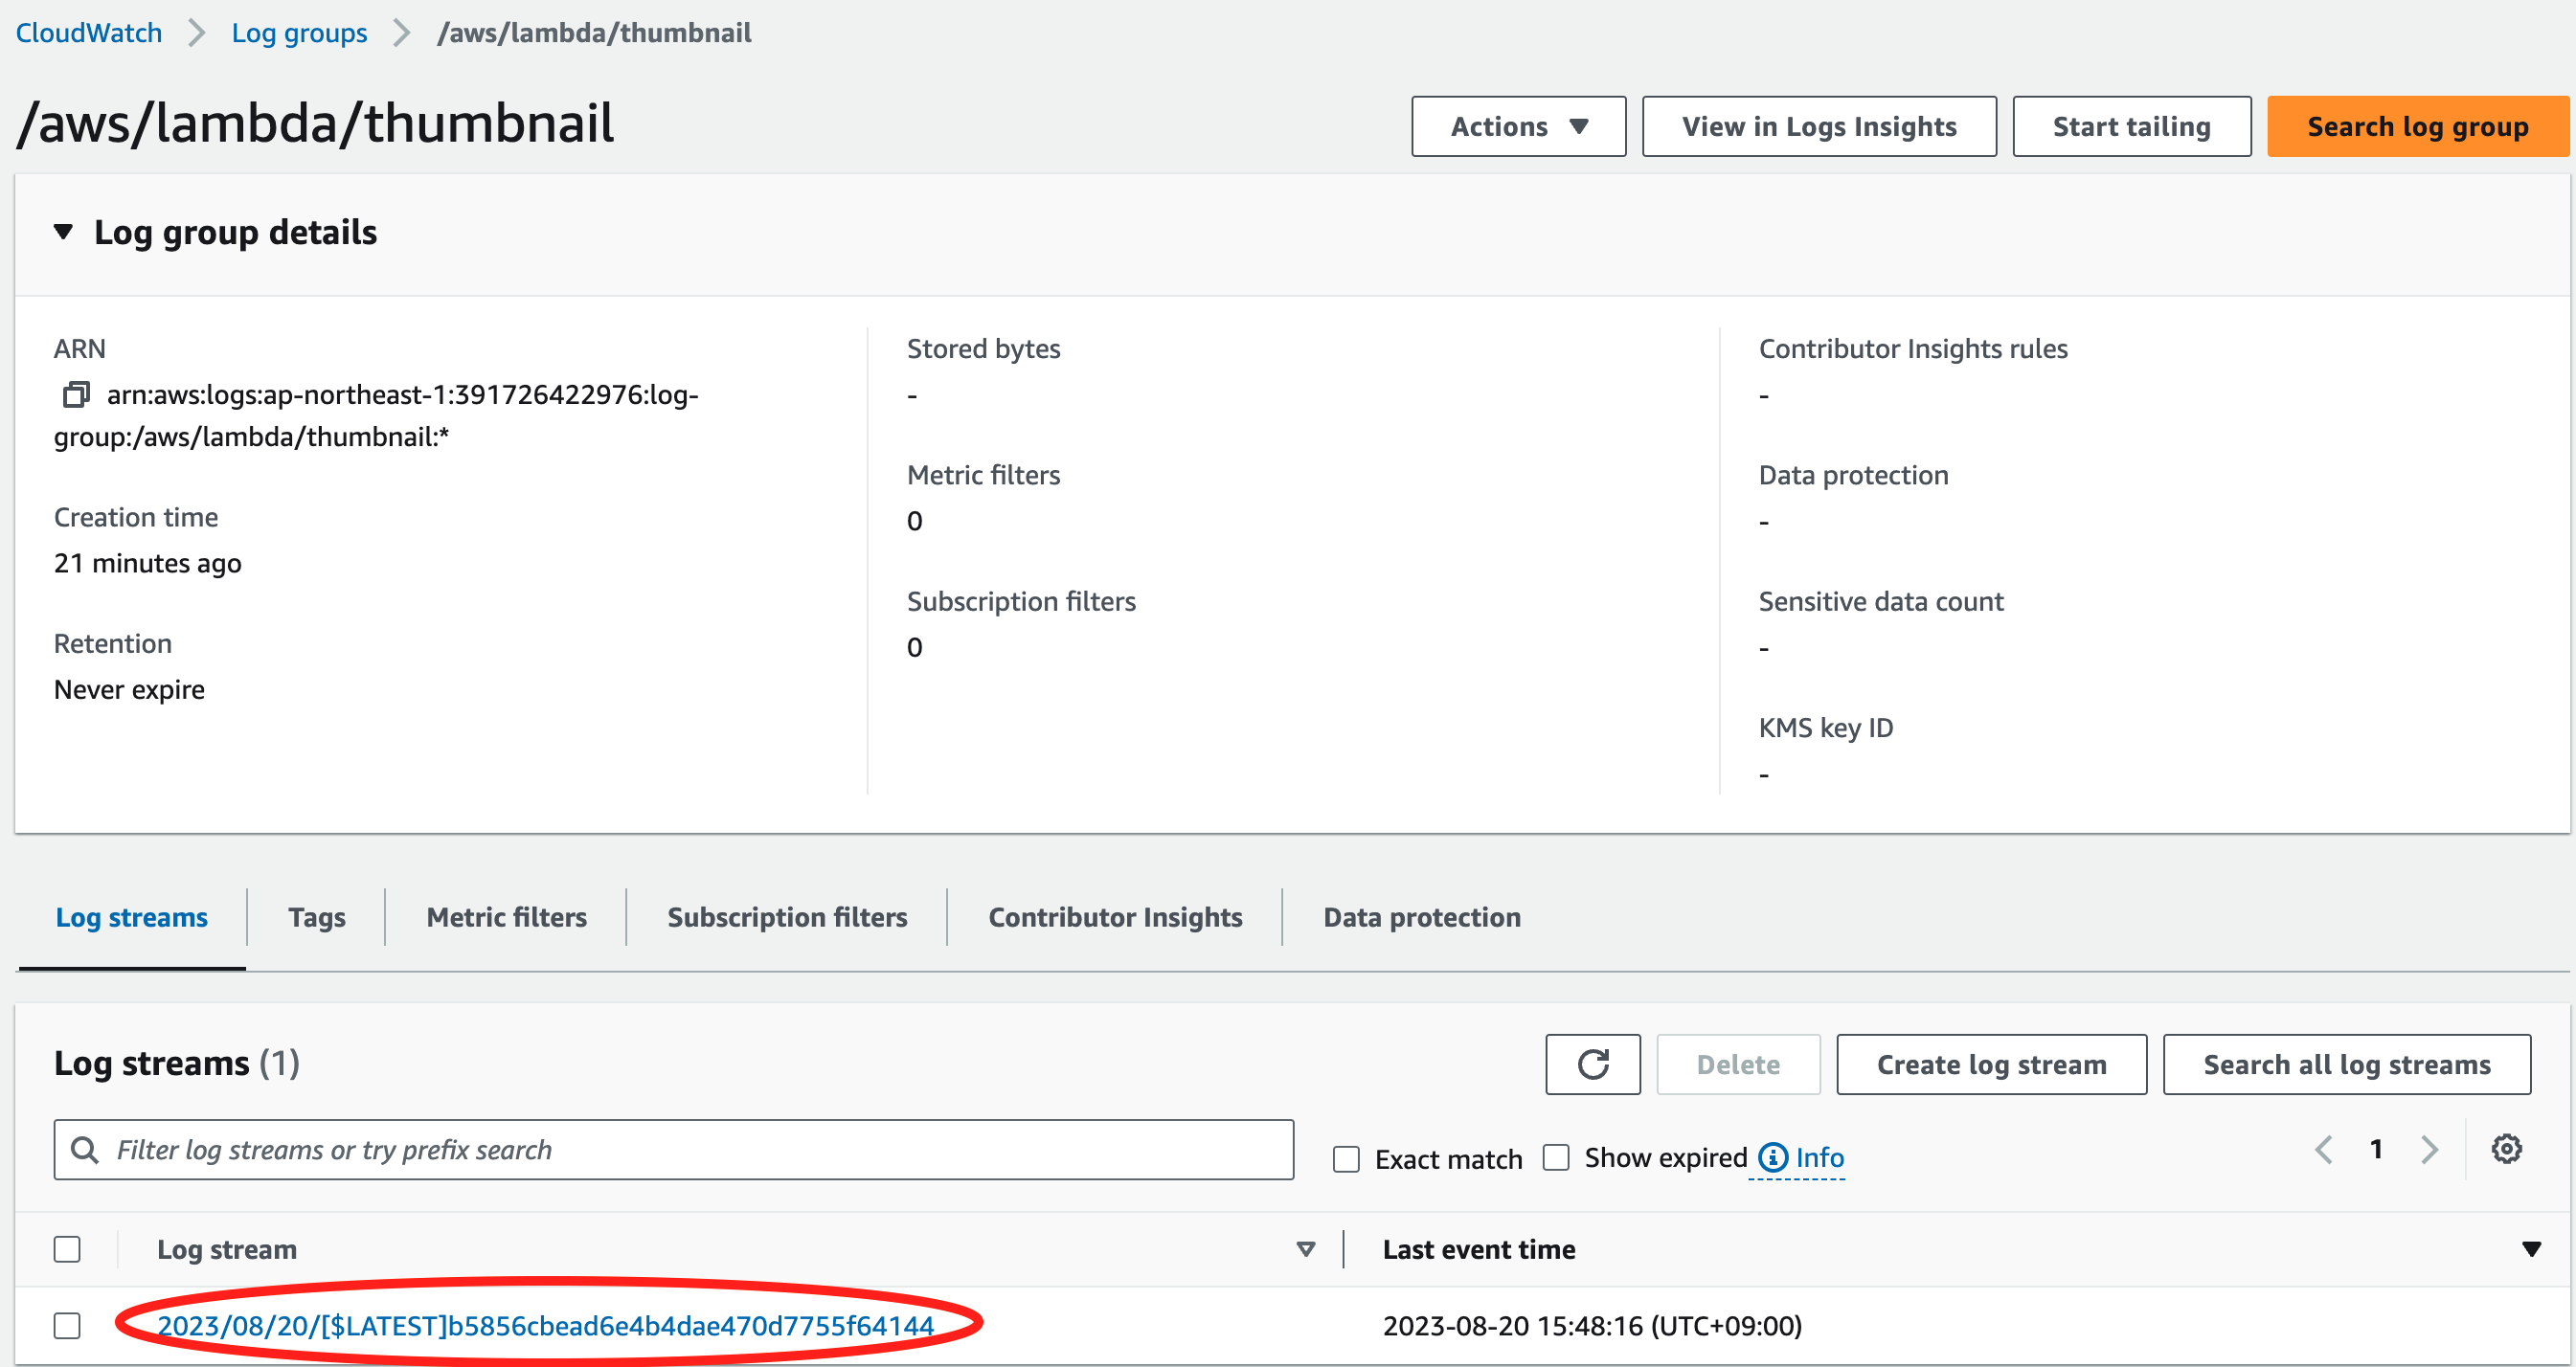 CloudWatch > Log groups > /aws/lambda/thumbnail
/aws/lambda/thumbnail
Actions
View in Logs Insights
Start tailing
Search log group
Log group details
ARN
arn:aws:logs:ap-northeast-1:391726422976:log-
group:/aws/lambda/thumbnail:*
Creation time
21 minutes ago
Retention
Never expire
Stored bytes
-
Metric filters
0
Subscription filters
0
Contributor Insights rules
-
Data protection
-
Sensitive data count
-
KMS key ID
-
Log streams
Tags
Metric filters
Subscription filters
Contributor Insights
Data protection
Log streams (1)
Delete
Create log stream
Search all log streams
Filter log streams or try prefix search
Exact match
Show expired
Info
1
Log stream
Last event time
2023/08/20/[$LATEST]b5856cbead6e4b4dae470d7755f64144
2023-08-20 15:48:16 (UTC+09:00)